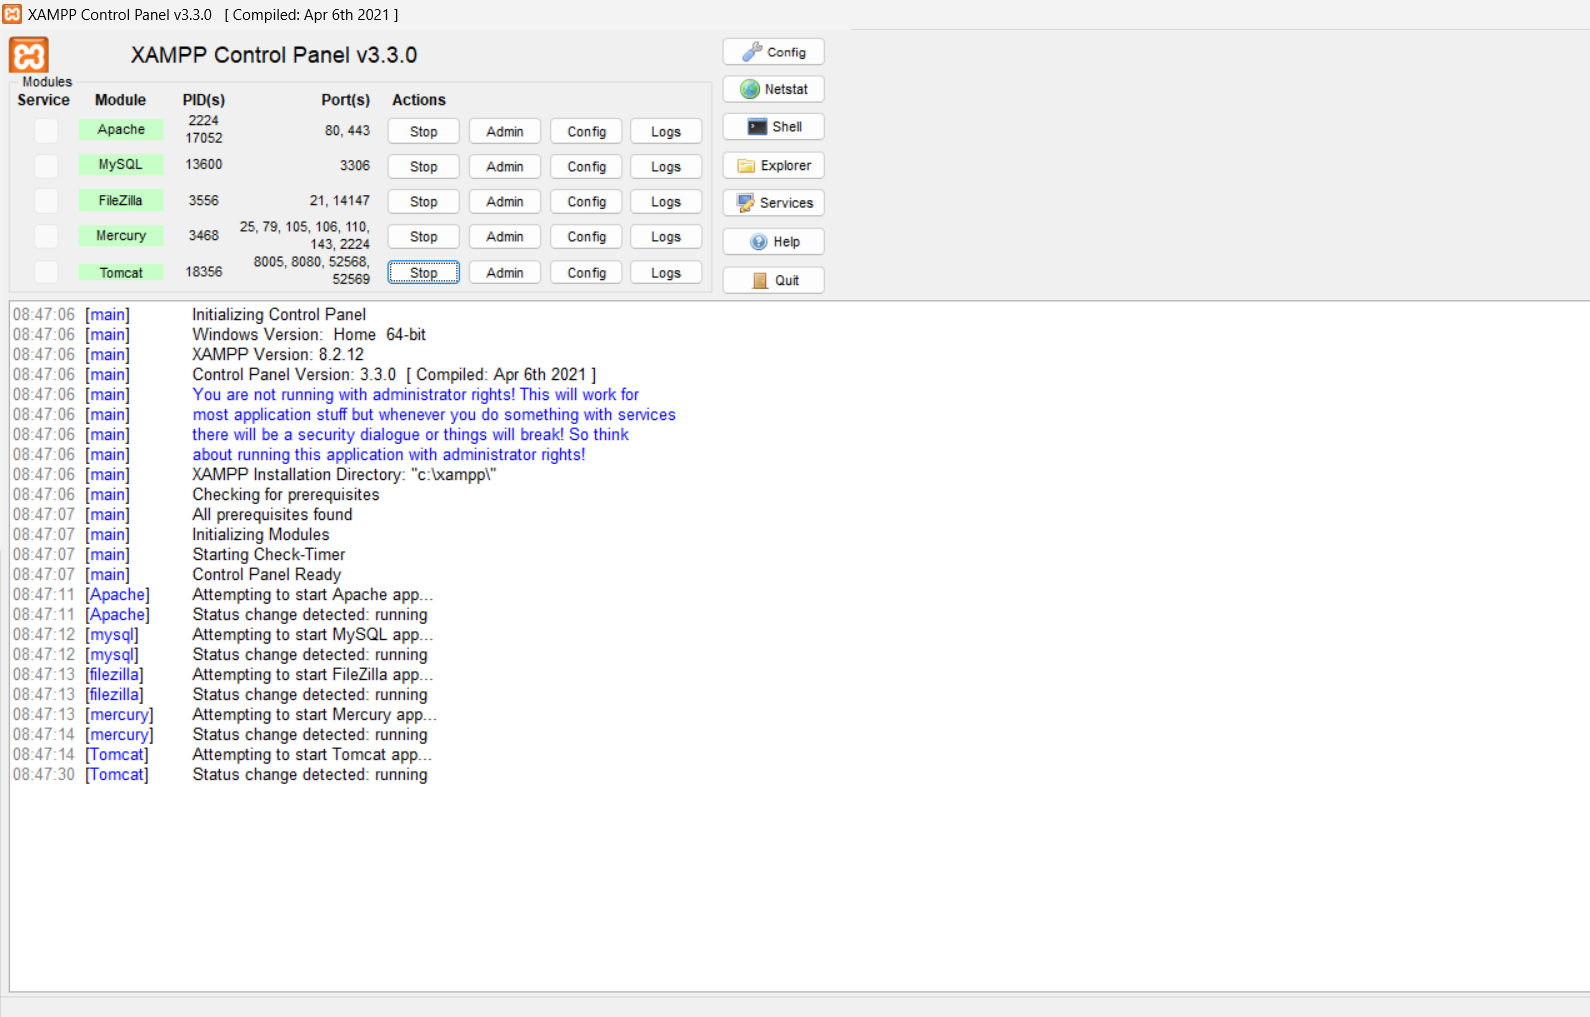 XAMPP Control Panel v3.3.0 [ Compiled: Apr 6th 2021 ]
XAMPP Control Panel v3.3.0
Config
Modules
Netstat
Service Module PID(s) Port(s) Actions
Apache 2224 17052 80, 443 Stop Admin Config Logs
Shell
MySQL 13600 3306 Stop Admin Config Logs
Explorer
FileZilla 3556 21, 14147 Stop Admin Config Logs
Services
Mercury 3468 25, 79, 105, 106, 110, 143, 2224 Stop Admin Config Logs
Help
Tomcat 18356 8005, 8080, 52568, 52569 Stop Admin Config Logs
Quit
08:47:06 [main] Initializing Control Panel
08:47:06 [main] Windows Version: Home 64-bit
08:47:06 [main] XAMPP Version: 8.2.12
08:47:06 [main] Control Panel Version: 3.3.0 [ Compiled: Apr 6th 2021 ]
08:47:06 [main] You are not running with administrator rights! This will work for
08:47:06 [main] most application stuff but whenever you do something with services
08:47:06 [main] there will be a security dialogue or things will break! So think
08:47:06 [main] about running this application with administrator rights!
08:47:06 [main] XAMPP Installation Directory: "c:\xampp\"
08:47:06 [main] Checking for prerequisites
08:47:07 [main] All prerequisites found
08:47:07 [main] Initializing Modules
08:47:07 [main] Starting Check-Timer
08:47:07 [main] Control Panel Ready
08:47:11 [Apache] Attempting to start Apache app...
08:47:11 [Apache] Status change detected: running
08:47:12 [mysql] Attempting to start MySQL app...
08:47:12 [mysql] Status change detected: running
08:47:13 [filezilla] Attempting to start FileZilla app...
08:47:13 [filezilla] Status change detected: running
08:47:13 [mercury] Attempting to start Mercury app...
08:47:14 [mercury] Status change detected: running
08:47:14 [Tomcat] Attempting to start Tomcat app...
08:47:30 [Tomcat] Status change detected: running